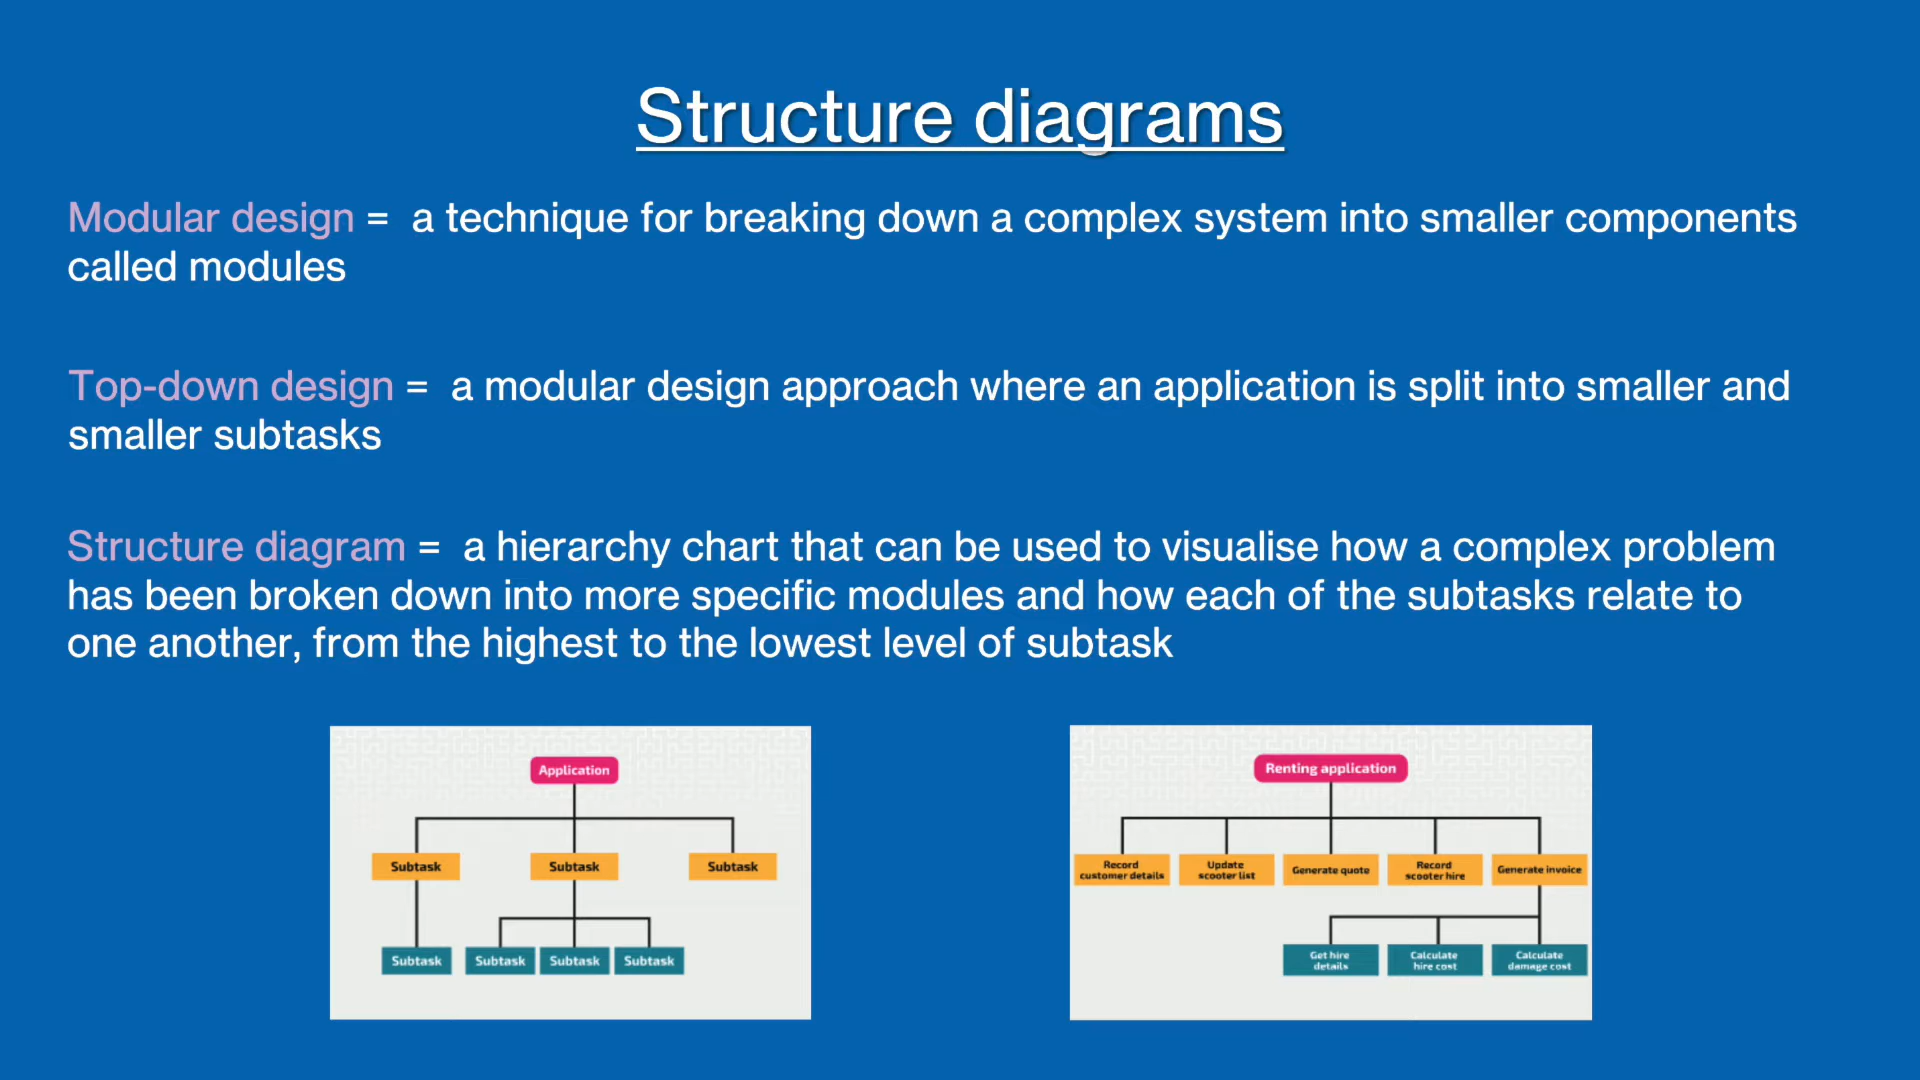 Structure diagrams
Modular design = a technique for breaking down a complex system into smaller components
called modules
Top-down design = a modular design approach where an application is split into smaller and
smaller subtasks
Structure diagram = a hierarchy chart that can be used to visualise how a complex problem
has been broken down into more specific modules and how each of the subtasks relate to
one another, from the highest to the lowest level of subtask
Application
Subtask
Subtask
Subtask
Subtask
Subtask
Subtask
Subtask
Renting application
Record
customer details
Update
scooter list
Generate quote
Record
scooter hire
Generate invoice
Get hire
details
Calculate
hire cost
Calculate
damage cost